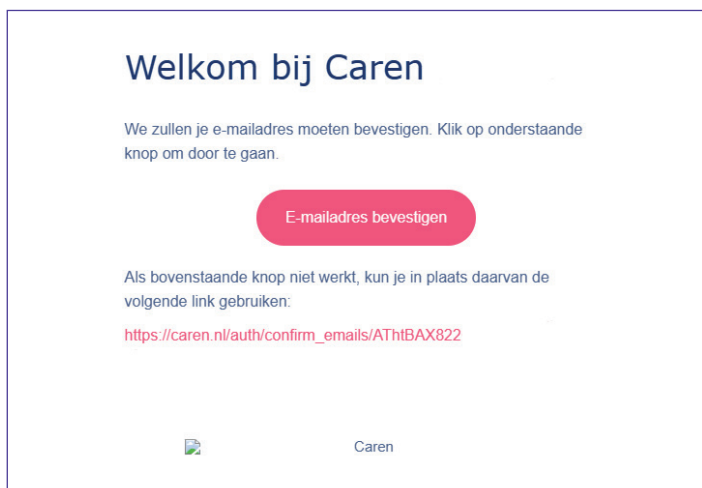 Welkom bij Caren
We zullen je e-mailadres moeten bevestigen. Klik op onderstaande
knop om door te gaan.
E-mailadres bevestigen
Als bovenstaande knop niet werkt, kun je in plaats daarvan de
volgende link gebruiken:
https://caren.nl/auth/confirm_emails/AThtBAX822
Caren